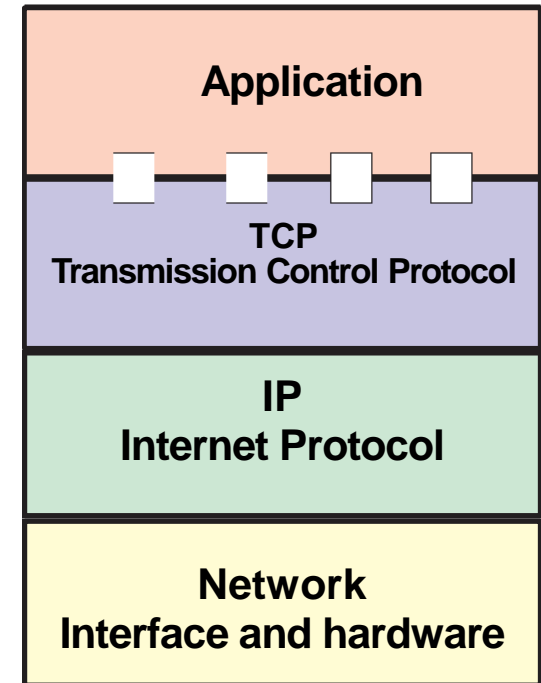 Application
TCP
Transmission Control Protocol
IP
Internet Protocol
Network
Interface and hardware